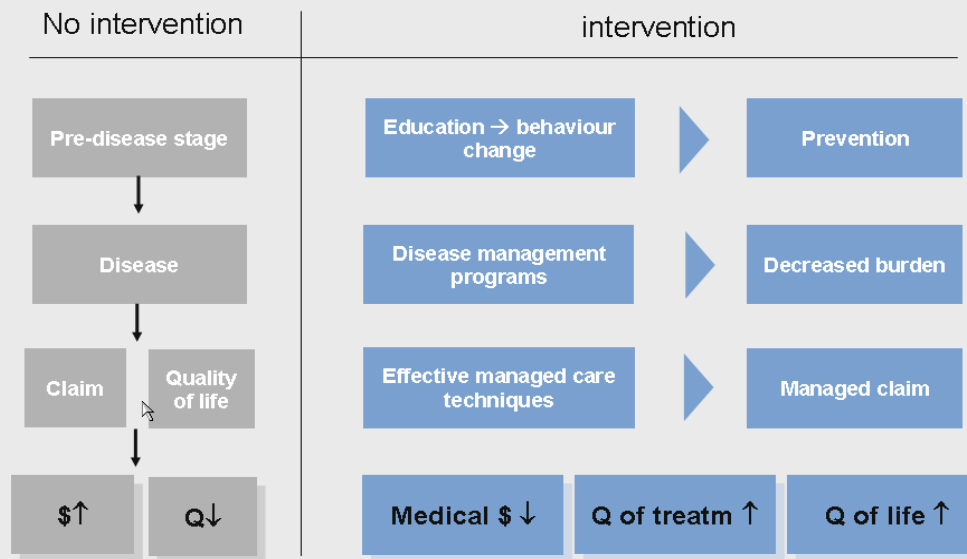 No intervention
intervention
Pre-disease stage
Education → behaviour
change
Prevention
Disease
Disease management
programs
Decreased burden
Claim
Quality
of life
Effective managed care
techniques
Managed claim
$↑
Q↓
Medical $ ↓
Q of treatm ↑
Q of life ↑